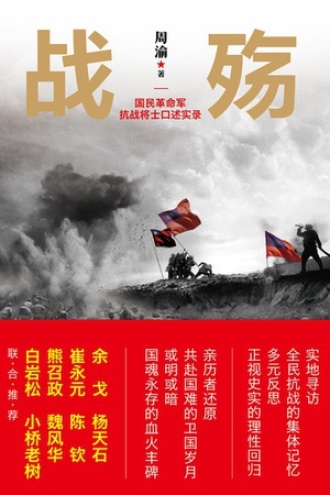 战殇
周渝★著
国民革命军
抗战将士口述实录
实地寻访
全民抗战的集体记忆
多元反思
正视史实的理性回归
亲历者还原
共赴国难的卫国岁月
或明或暗
国魂永存的血火丰碑
余戈 杨天石
崔永元 陈钦
熊召政 魏风华
白岩松 小桥老树
联·合·推·荐